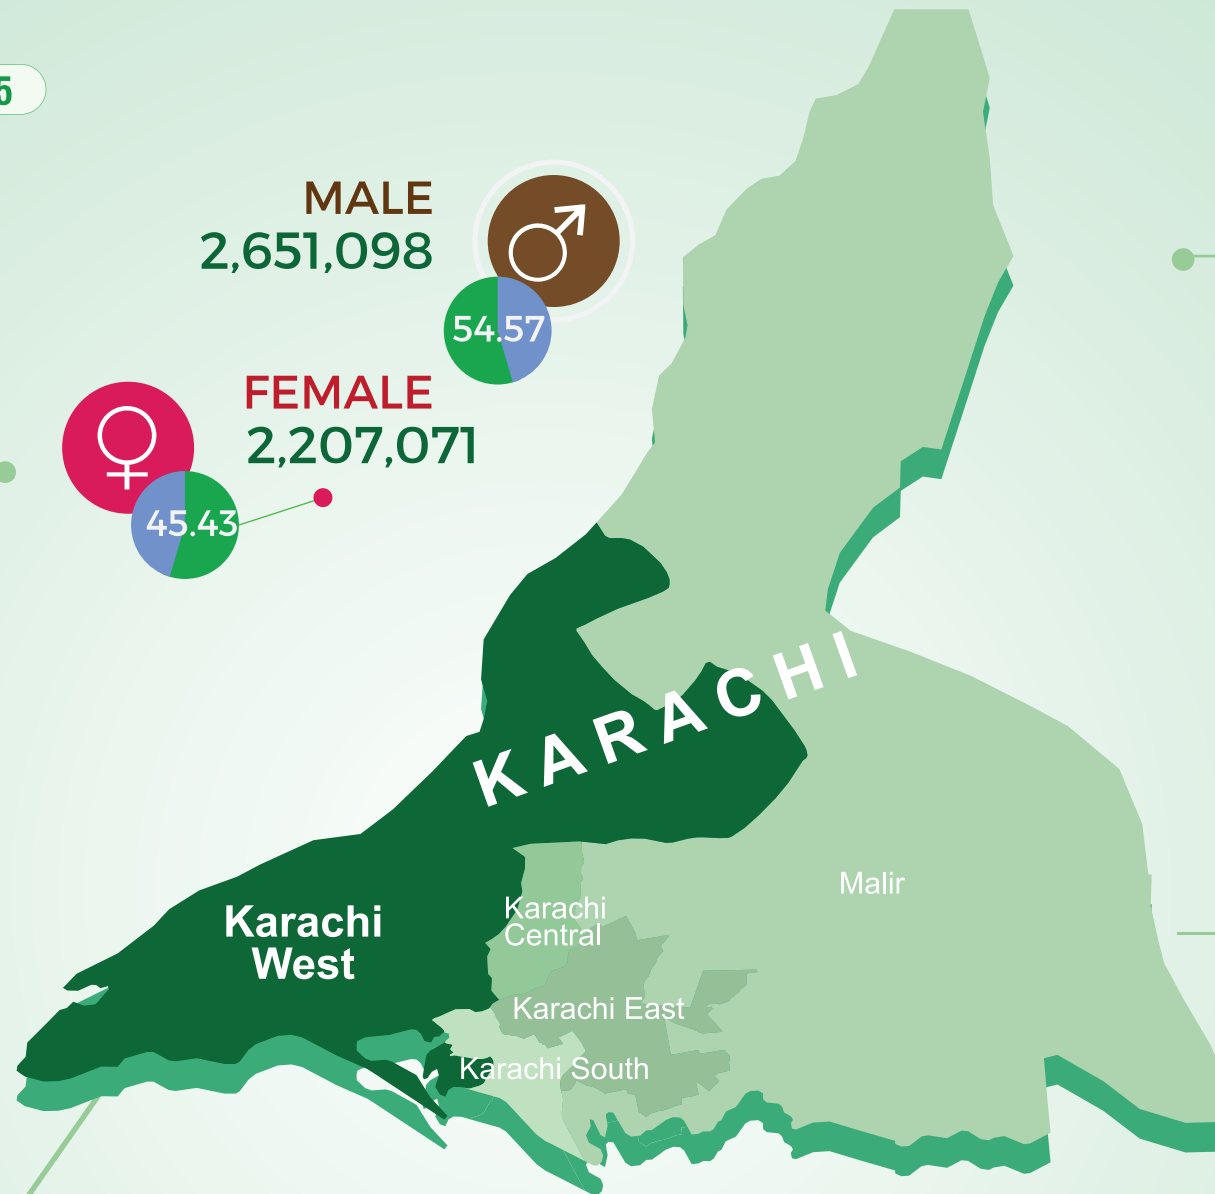 5
MALE
2,651,098
54.57
FEMALE
2,207,071
45.43
KARACHI
Malir
Karachi
West
Karachi
Central
Karachi East
Karachi South